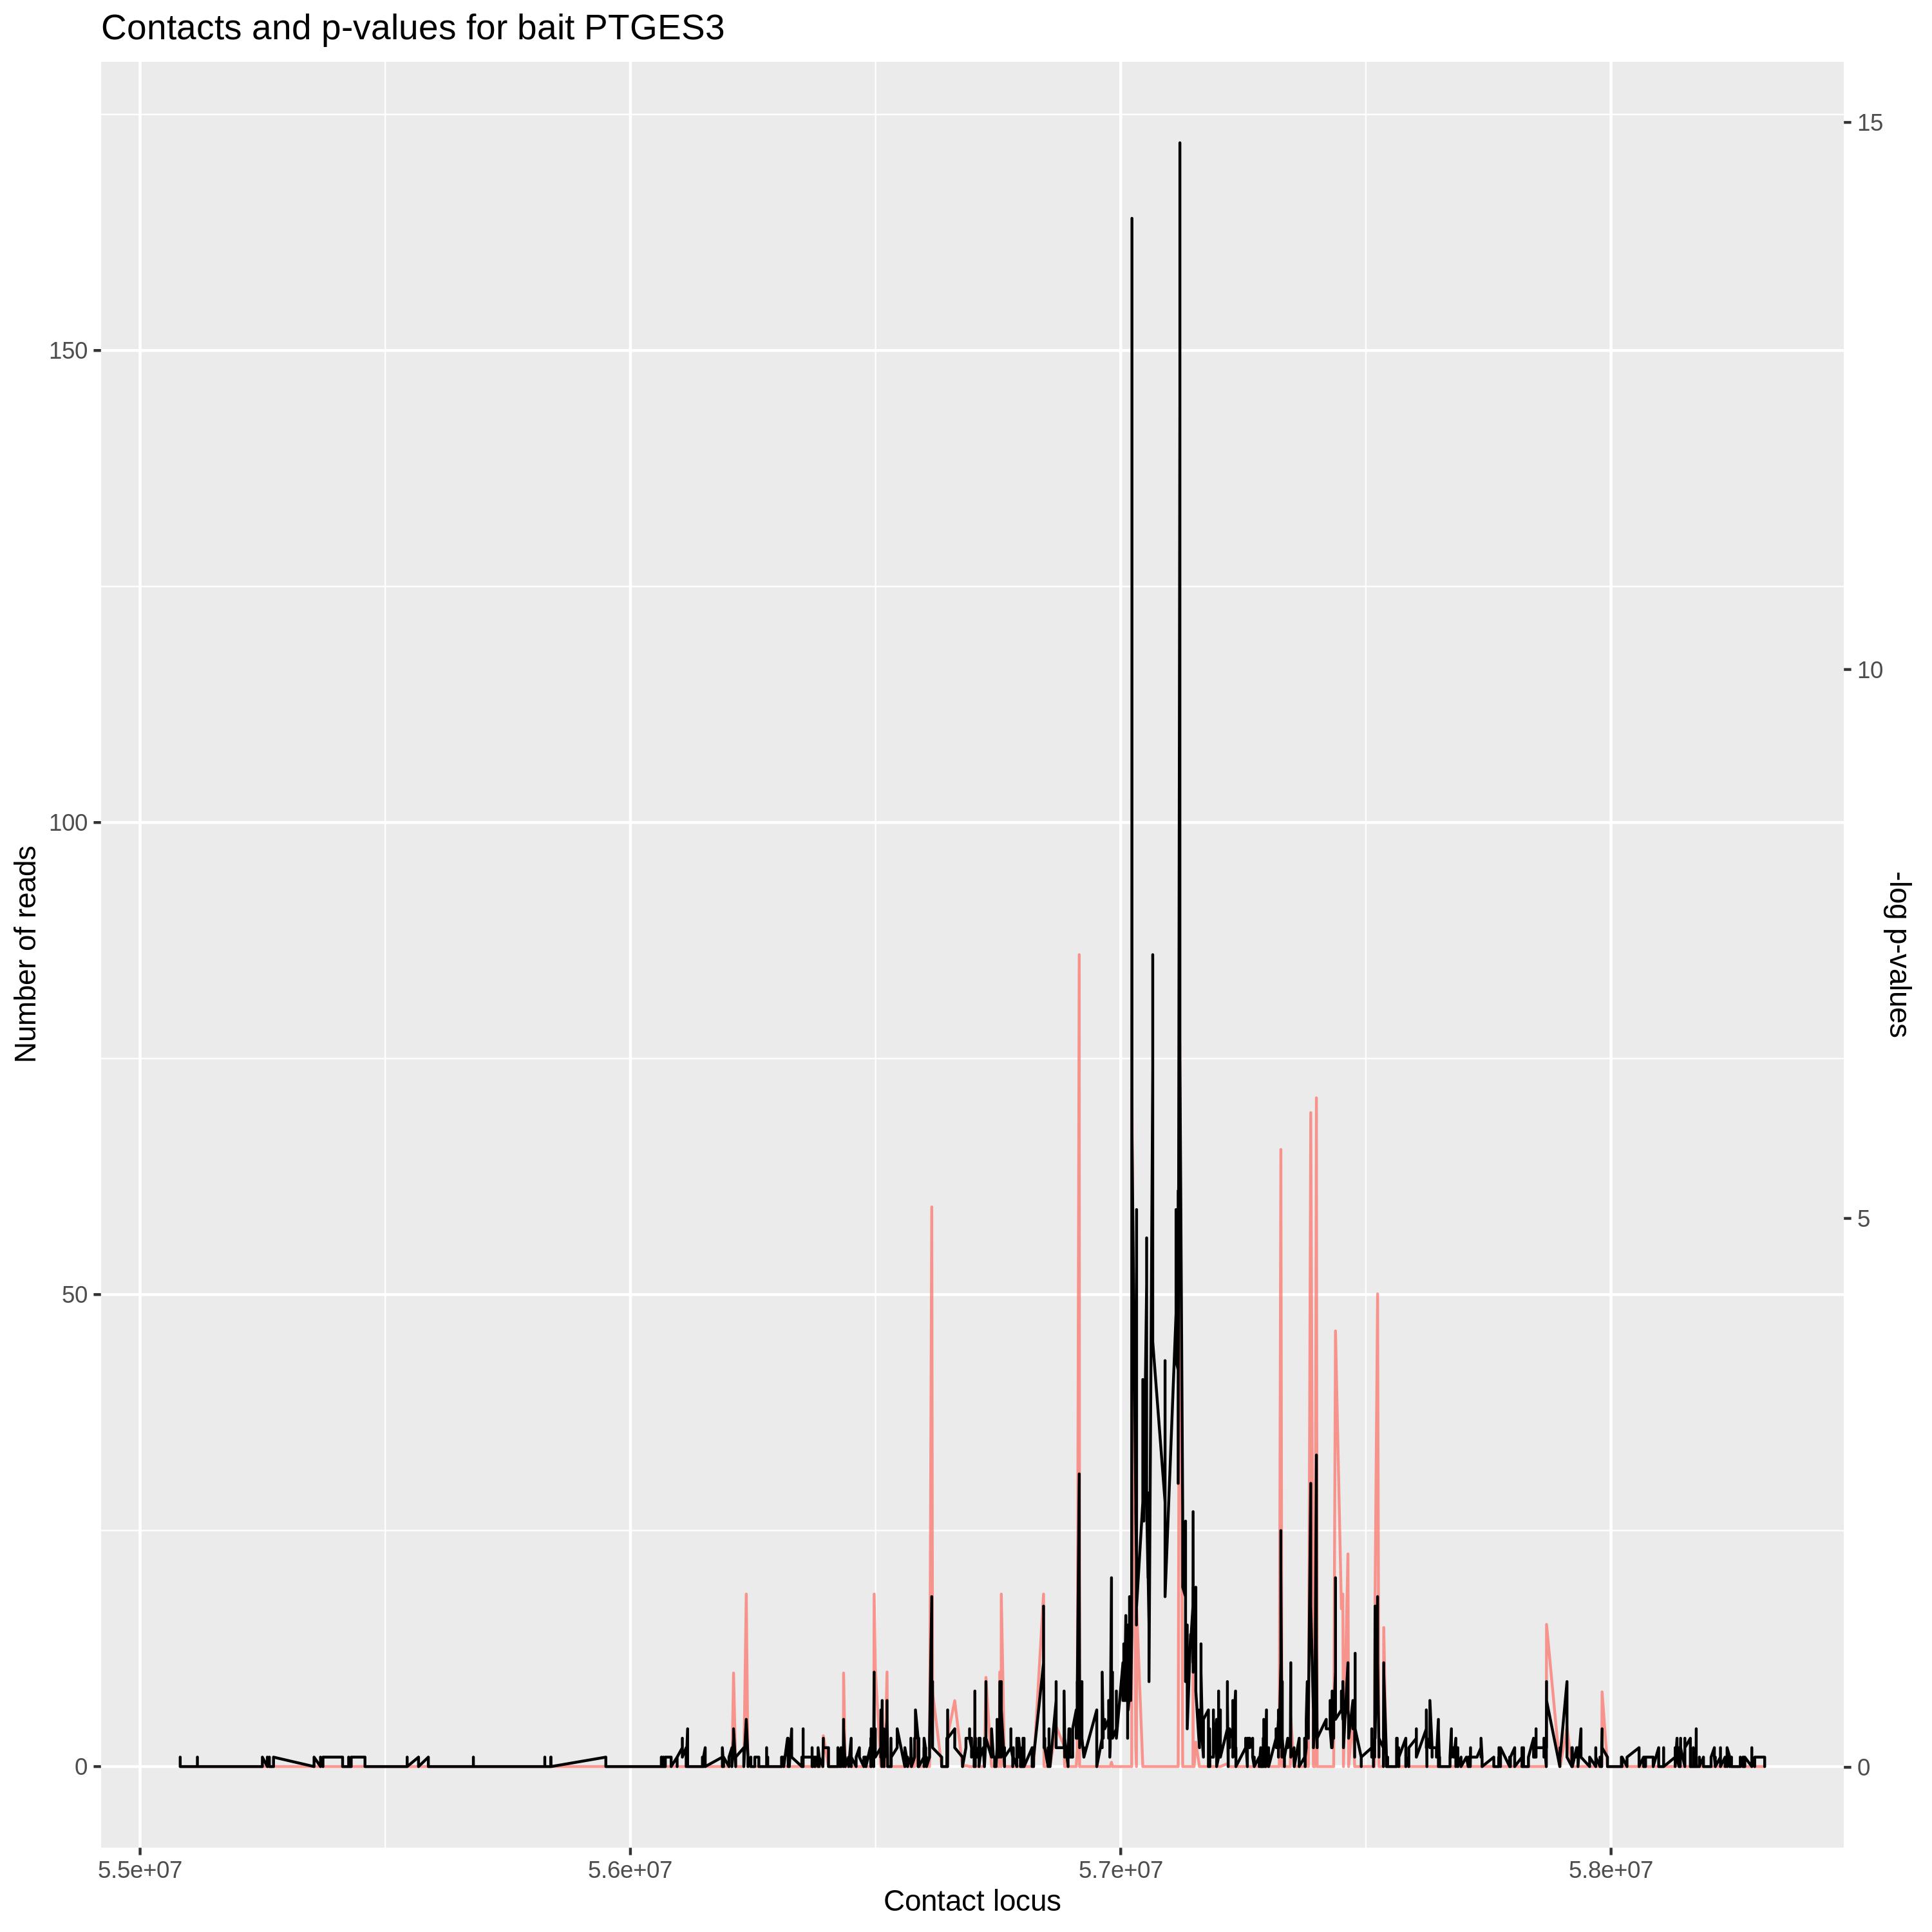 Contacts and p-values for bait PTGES3
Number of reads
150
100
50
0
15
10
5
0
-log p-values
5.5e+07
5.6e+07
5.7e+07
5.8e+07
Contact locus